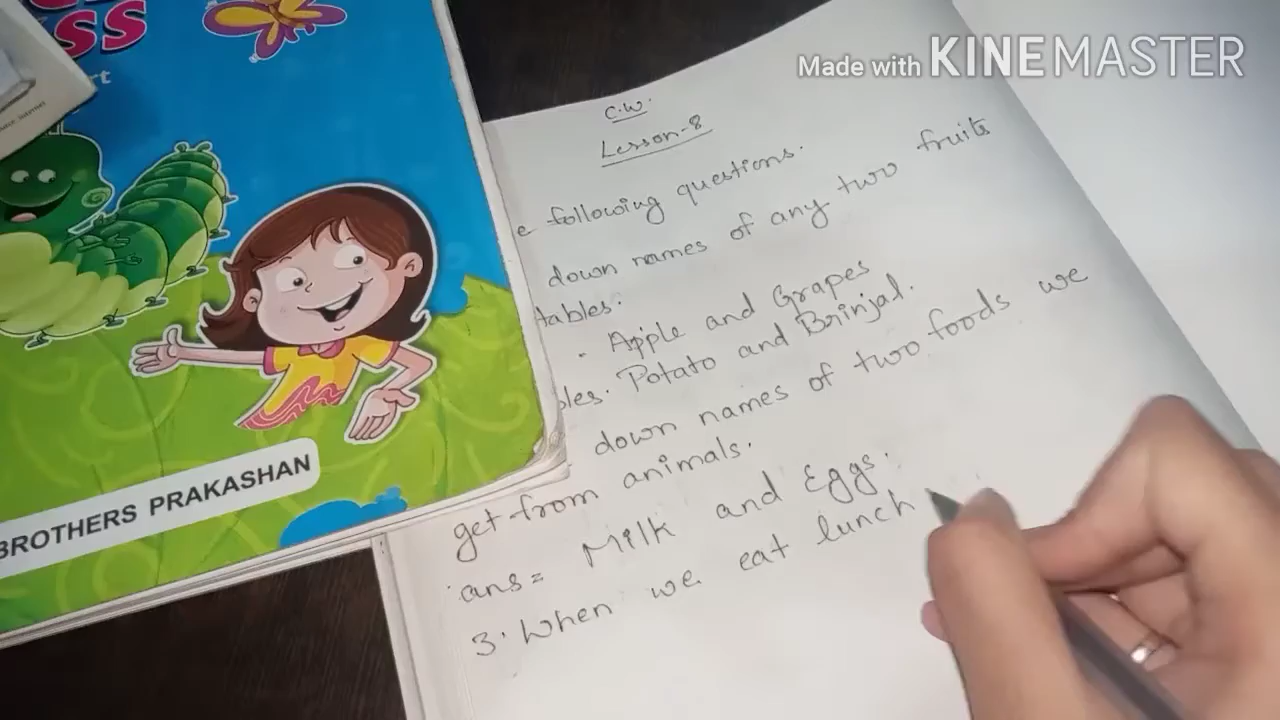 SS
rt
Made with KINEMASTER
C.W.
Lesson-8
e following questions.
down names of any two fruits
tables.
. Apple and Grapes
bles. Potato and Brinjal.
down names of two foods we
get from animals.
ans = Milk and Eggs.
3. When we eat lunch
BROTHERS PRAKASHAN